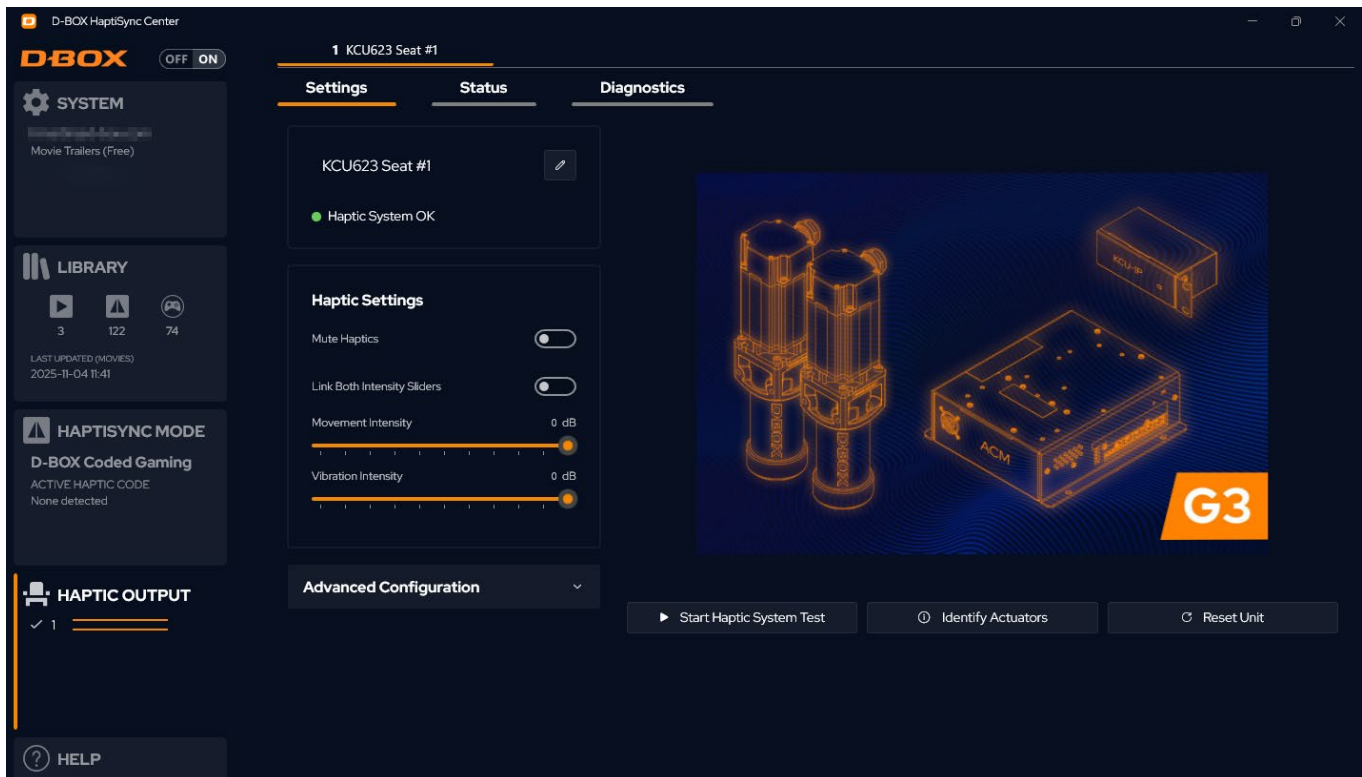 D-BOX HaptiSync Center
D-BOX
OFF ON
SYSTEM
Movie Trailers (Free)
LIBRARY
3 122 74
LAST UPDATED (MOVIES)
2025-11-04 11:41
HAPTISYNC MODE
D-BOX Coded Gaming
ACTIVE HAPTIC CODE
None detected
HAPTIC OUTPUT
1
HELP
1 KCU623 Seat #1
Settings Status Diagnostics
KCU623 Seat #1
Haptic System OK
Haptic Settings
Mute Haptics
Link Both Intensity Sliders
Movement Intensity 0 dB
Vibration Intensity 0 dB
Advanced Configuration
KCU-IP
D-BOX
D-BOX
ACM
G3
Start Haptic System Test
Identify Actuators
Reset Unit